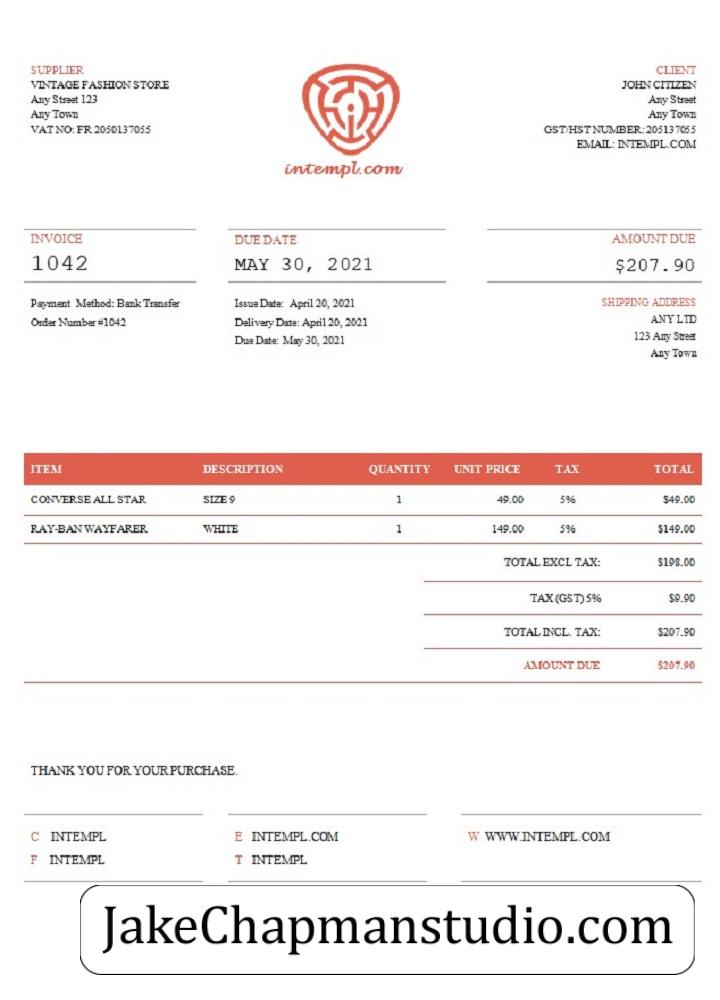 SUPPLIER
VINTAGE FASHION STORE
Any Street 123
Any Town
VAT NO: FR 2050137055
intempl.com
CLIENT
JOHN CITIZEN
Any Street
Any Town
GST/HST NUMBER: 205137055
EMAIL: INTEMPL.COM
INVOICE
1042
DUE DATE
MAY 30, 2021
AMOUNT DUE
$207.90
Payment Method: Bank Transfer
Order Number #1042
Issue Date: April 20, 2021
Delivery Date: April 20, 2021
Due Date: May 30, 2021
SHIPPING ADDRESS
ANY LTD
123 Any Street
Any Town
ITEM DESCRIPTION QUANTITY UNIT PRICE TAX TOTAL
CONVERSE ALL STAR SIZE 9 1 49.00 5% $49.00
RAY-BAN WAYFARER WHITE 1 149.00 5% $149.00
TOTAL EXCL TAX: $198.00
TAX (GST) 5% $9.90
TOTAL INCL. TAX: $207.90
AMOUNT DUE $207.90
THANK YOU FOR YOUR PURCHASE.
C INTEMPL E INTEMPL.COM W WWW.INTEMPL.COM
F INTEMPL T INTEMPL
JakeChapmanstudio.com